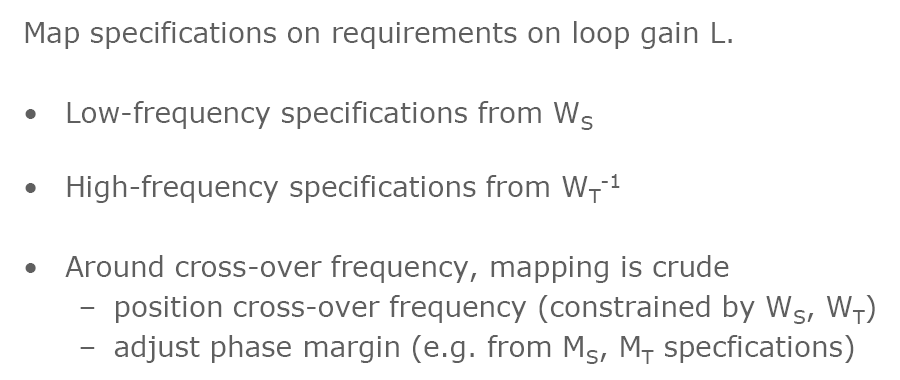 Map specifications on requirements on loop gain L.
• Low-frequency specifications from W_S
• High-frequency specifications from W_T^-1
• Around cross-over frequency, mapping is crude
– position cross-over frequency (constrained by W_S, W_T)
– adjust phase margin (e.g. from M_S, M_T specfications)